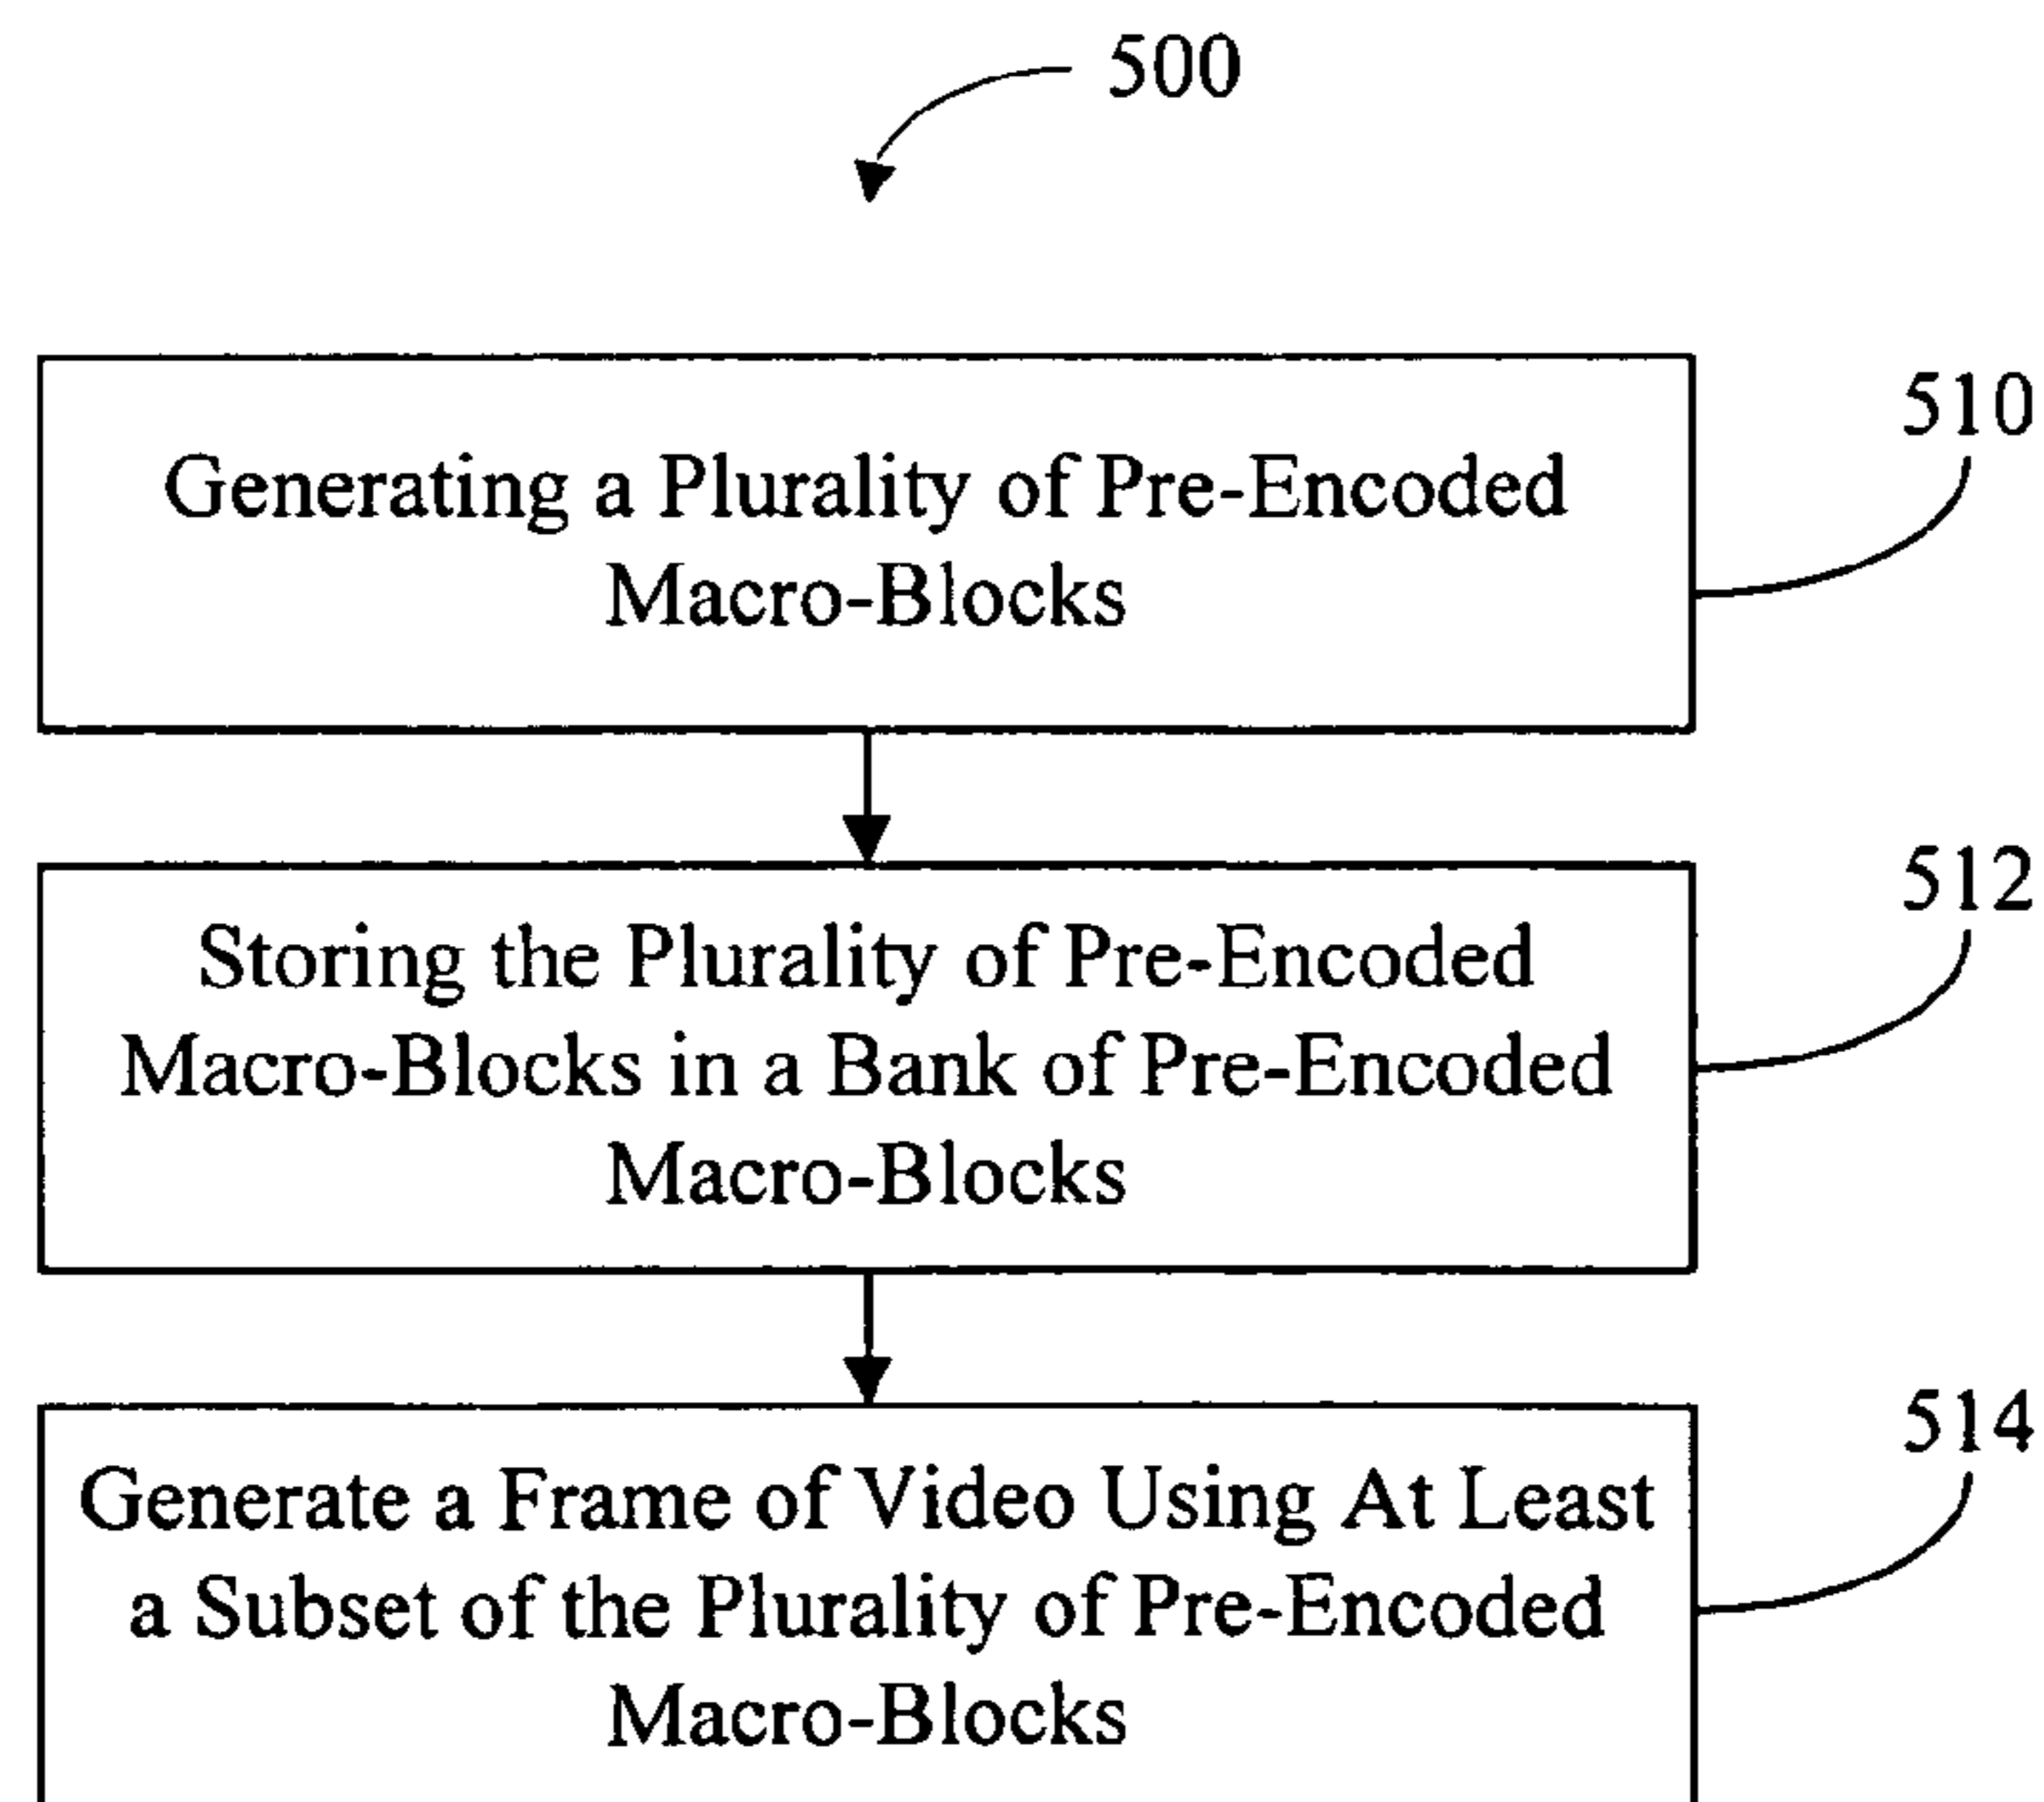 500
510
Generating a Plurality of Pre-Encoded
Macro-Blocks
512
Storing the Plurality of Pre-Encoded
Macro-Blocks in a Bank of Pre-Encoded
Macro-Blocks
514
Generate a Frame of Video Using At Least
a Subset of the Plurality of Pre-Encoded
Macro-Blocks